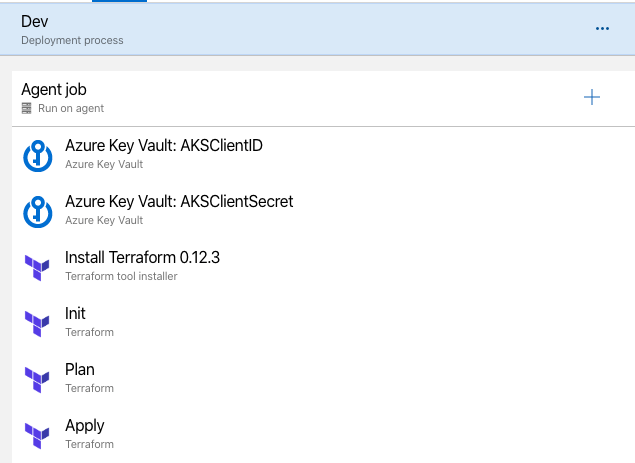 Dev
Deployment process
Agent job
Run on agent
Azure Key Vault: AKSClientID
Azure Key Vault
Azure Key Vault: AKSClientSecret
Azure Key Vault
Install Terraform 0.12.3
Terraform tool installer
Init
Terraform
Plan
Terraform
Apply
Terraform